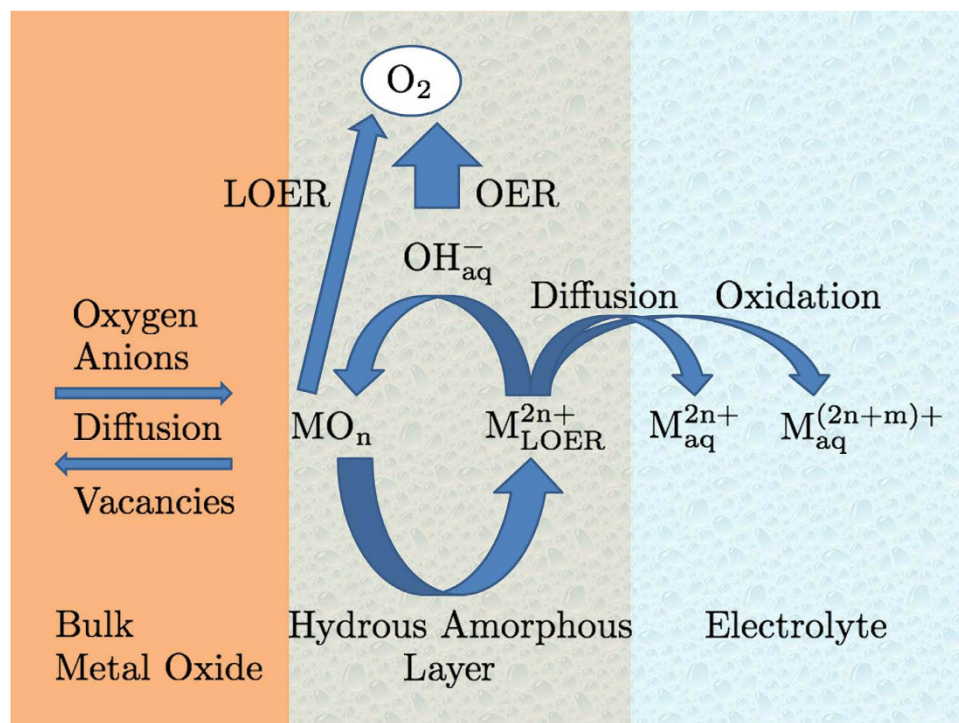 O₂
LOER
OER
OH⁻aq
Diffusion
Oxidation
Oxygen
Anions
Diffusion
Vacancies
MOₙ
M²ⁿ⁺LOER
M²ⁿ⁺aq
M⁽²ⁿ⁺ᵐ⁾⁺aq
Bulk
Metal Oxide
Hydrous Amorphous
Layer
Electrolyte